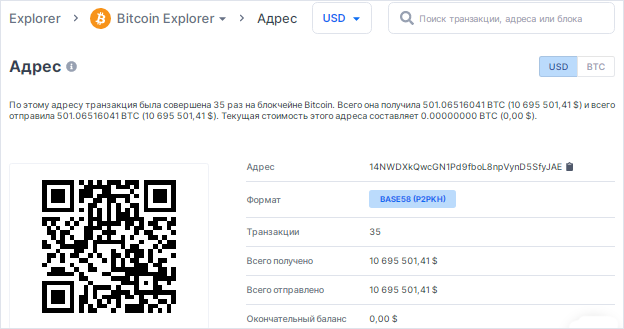 Explorer > Bitcoin Explorer > Адрес USD Поиск транзакции, адреса или блока
Адрес USD BTC
По этому адресу транзакция была совершена 35 раз на блокчейне Bitcoin. Всего она получила 501.06516041 BTC (10 695 501,41 $) и всего
отправила 501.06516041 BTC (10 695 501,41 $). Текущая стоимость этого адреса составляет 0.00000000 BTC (0,00 $).
Адрес 14NWDXkQwcGN1Pd9fboL8npVynD5SfyJAE
Формат BASE58 (P2PKH)
Транзакции 35
Всего получено 10 695 501,41 $
Всего отправлено 10 695 501,41 $
Окончательный баланс 0,00 $